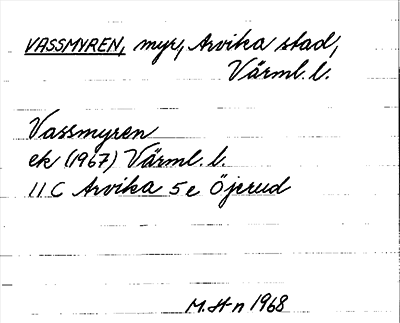 VASSMYREN, myr, Arvika stad,
Värml. l.
Vassmyren
ek (1967) Värml. l.
11 C Arvika 5 e Öjerud
M. H-n 1968